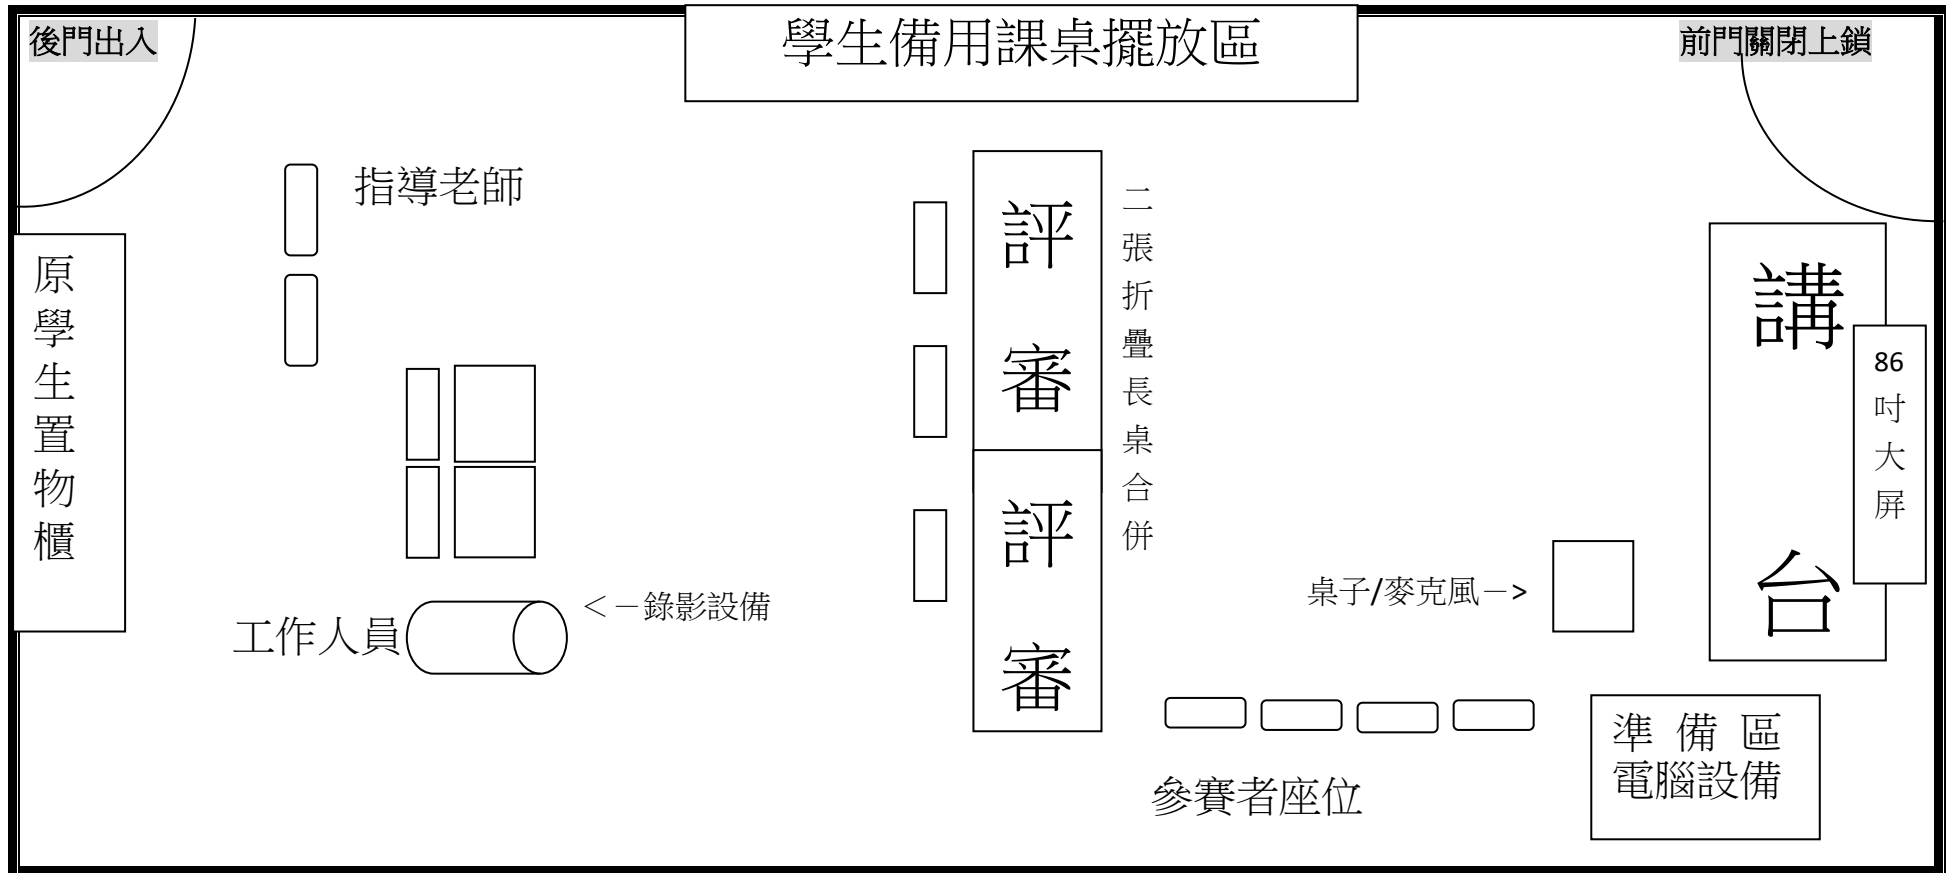 後門出入
學生備用課桌擺放區
前門關閉上鎖
指導老師
原學生置物櫃
評審
評審
二張折疊長桌合併
講台
86吋大屏
工作人員
＜－錄影設備
桌子/麥克風－>
參賽者座位
準備區
電腦設備